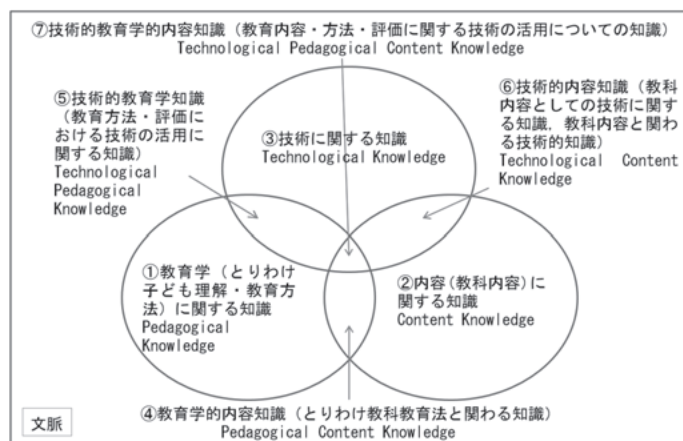 ⑦技術的教育学的内容知識（教育内容・方法・評価に関する技術の活用についての知識）
Technological Pedagogical Content Knowledge
⑤技術的教育学知識
（教育方法・評価に
おける技術の活用に
関する知識）
Technological
Pedagogical
Knowledge
③技術に関する知識
Technological Knowledge
⑥技術的内容知識（教科
内容としての技術に関す
る知識，教科内容と関わ
る技術的知識）
Technological Content
Knowledge
①教育学（とりわけ
子ども理解・教育方
法）に関する知識
Pedagogical
Knowledge
②内容（教科内容）に
関する知識
Content Knowledge
④教育学的内容知識（とりわけ教科教育法と関わる知識）
Pedagogical Content Knowledge
文脈